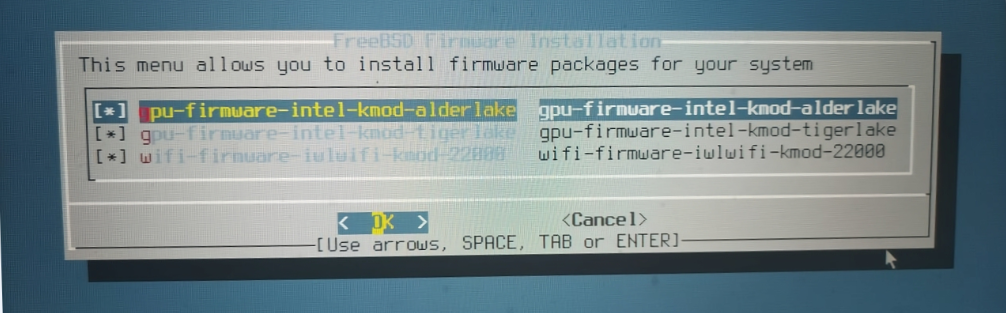 FreeBSD Firmware Installation
This menu allows you to install firmware packages for your system
[*] gpu-firmware-intel-kmod-alderlake gpu-firmware-intel-kmod-alderlake
[*] gpu-firmware-intel-kmod-tigerlake gpu-firmware-intel-kmod-tigerlake
[*] wifi-firmware-iwlwifi-kmod-22000 wifi-firmware-iwlwifi-kmod-22000
< OK > <Cancel>
[Use arrows, SPACE, TAB or ENTER]